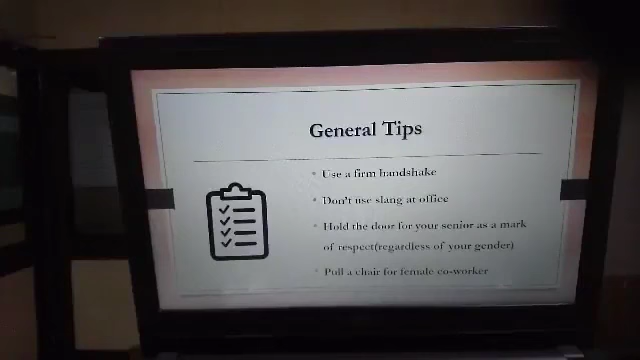 General Tips
Use a firm handshake
Don't use slang at office
Hold the door for your senior as a mark
of respect(regardless of your gender)
Pull a chair for female co-worker